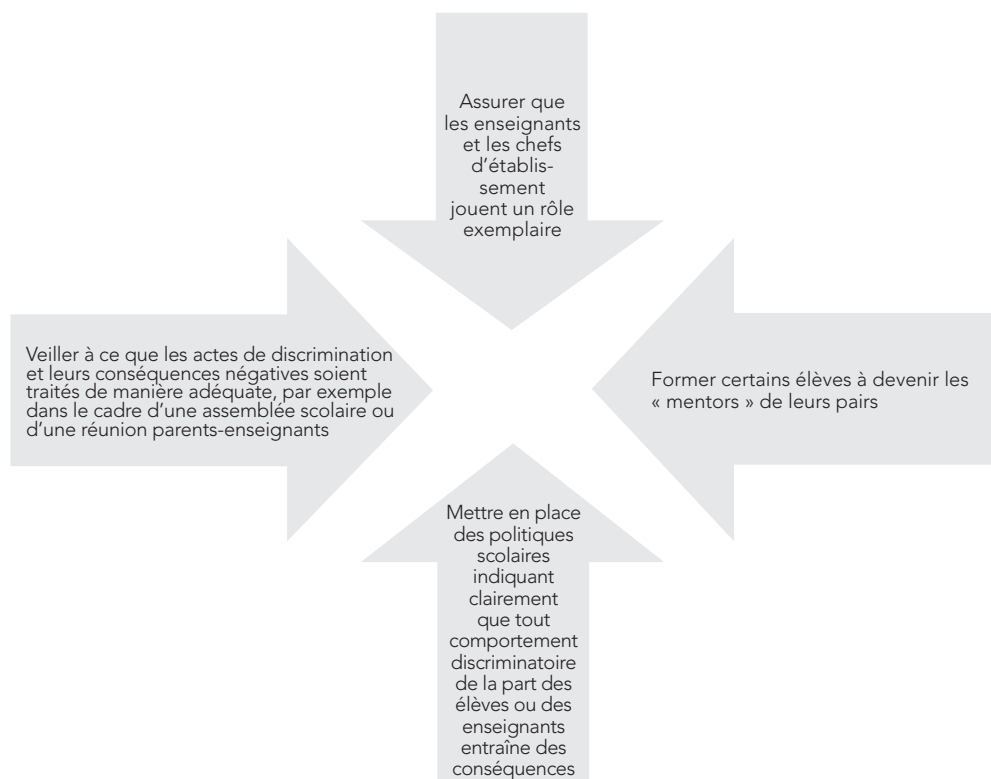 Assurer que
les enseignants
et les chefs
d’établis-
sement
jouent un rôle
exemplaire
Veiller à ce que les actes de discrimination
et leurs conséquences négatives soient
traités de manière adéquate, par exemple
dans le cadre d’une assemblée scolaire ou
d’une réunion parents-enseignants
Former certains élèves à devenir les
« mentors » de leurs pairs
Mettre en place
des politiques
scolaires
indiquant
clairement
que tout
comportement
discriminatoire
de la part des
élèves ou des
enseignants
entraîne des
conséquences